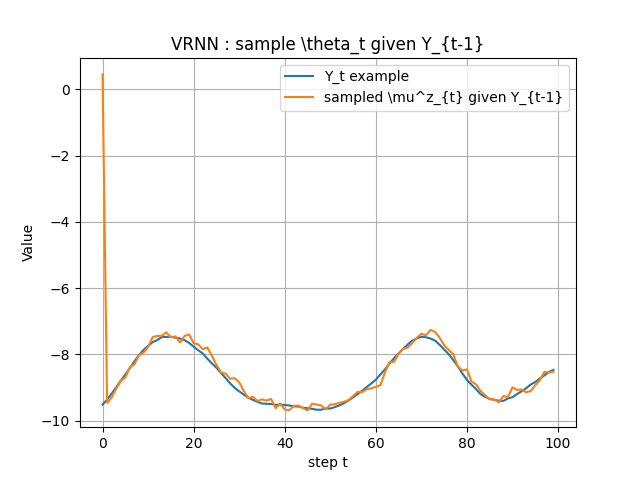 VRNN : sample \theta_t given Y_{t-1}
Y_t example
sampled \mu^z_{t} given Y_{t-1}
Value
0
−2
−4
−6
−8
−10
0 20 40 60 80 100
step t